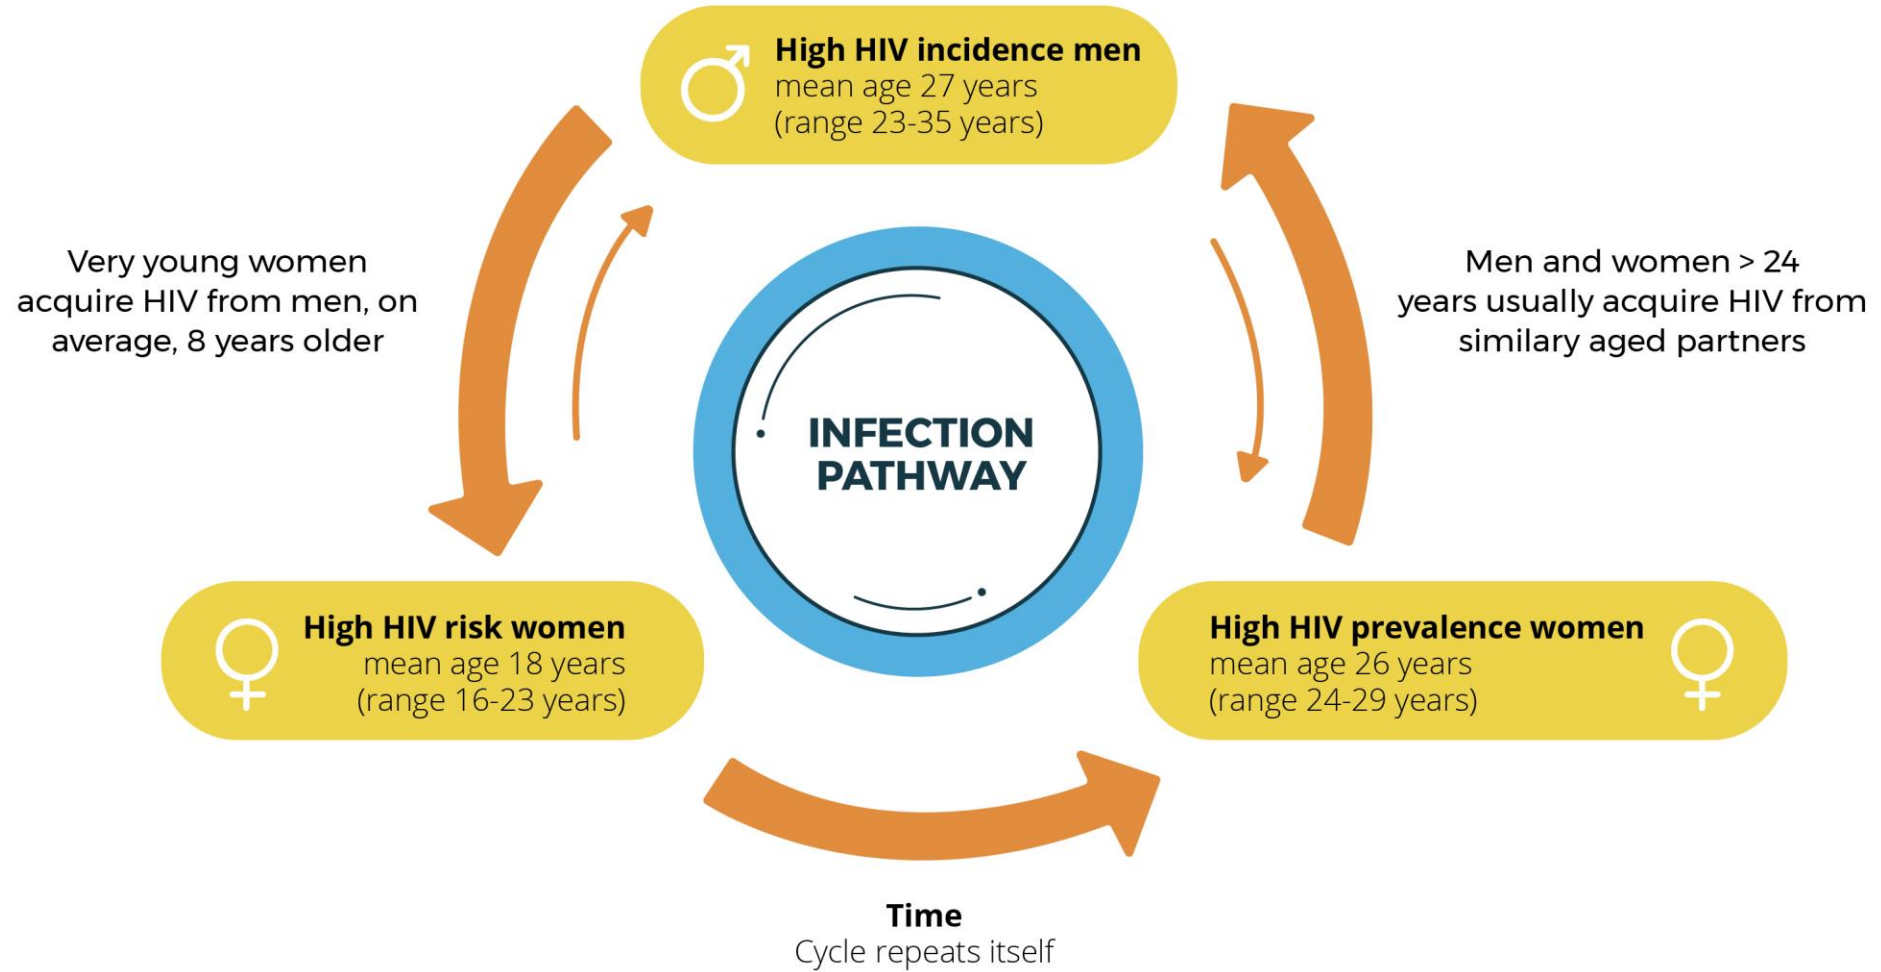 High HIV incidence men
mean age 27 years
(range 23-35 years)
Very young women
acquire HIV from men, on
average, 8 years older
Men and women > 24
years usually acquire HIV from
similary aged partners
INFECTION
PATHWAY
High HIV risk women
mean age 18 years
(range 16-23 years)
High HIV prevalence women
mean age 26 years
(range 24-29 years)
Time
Cycle repeats itself